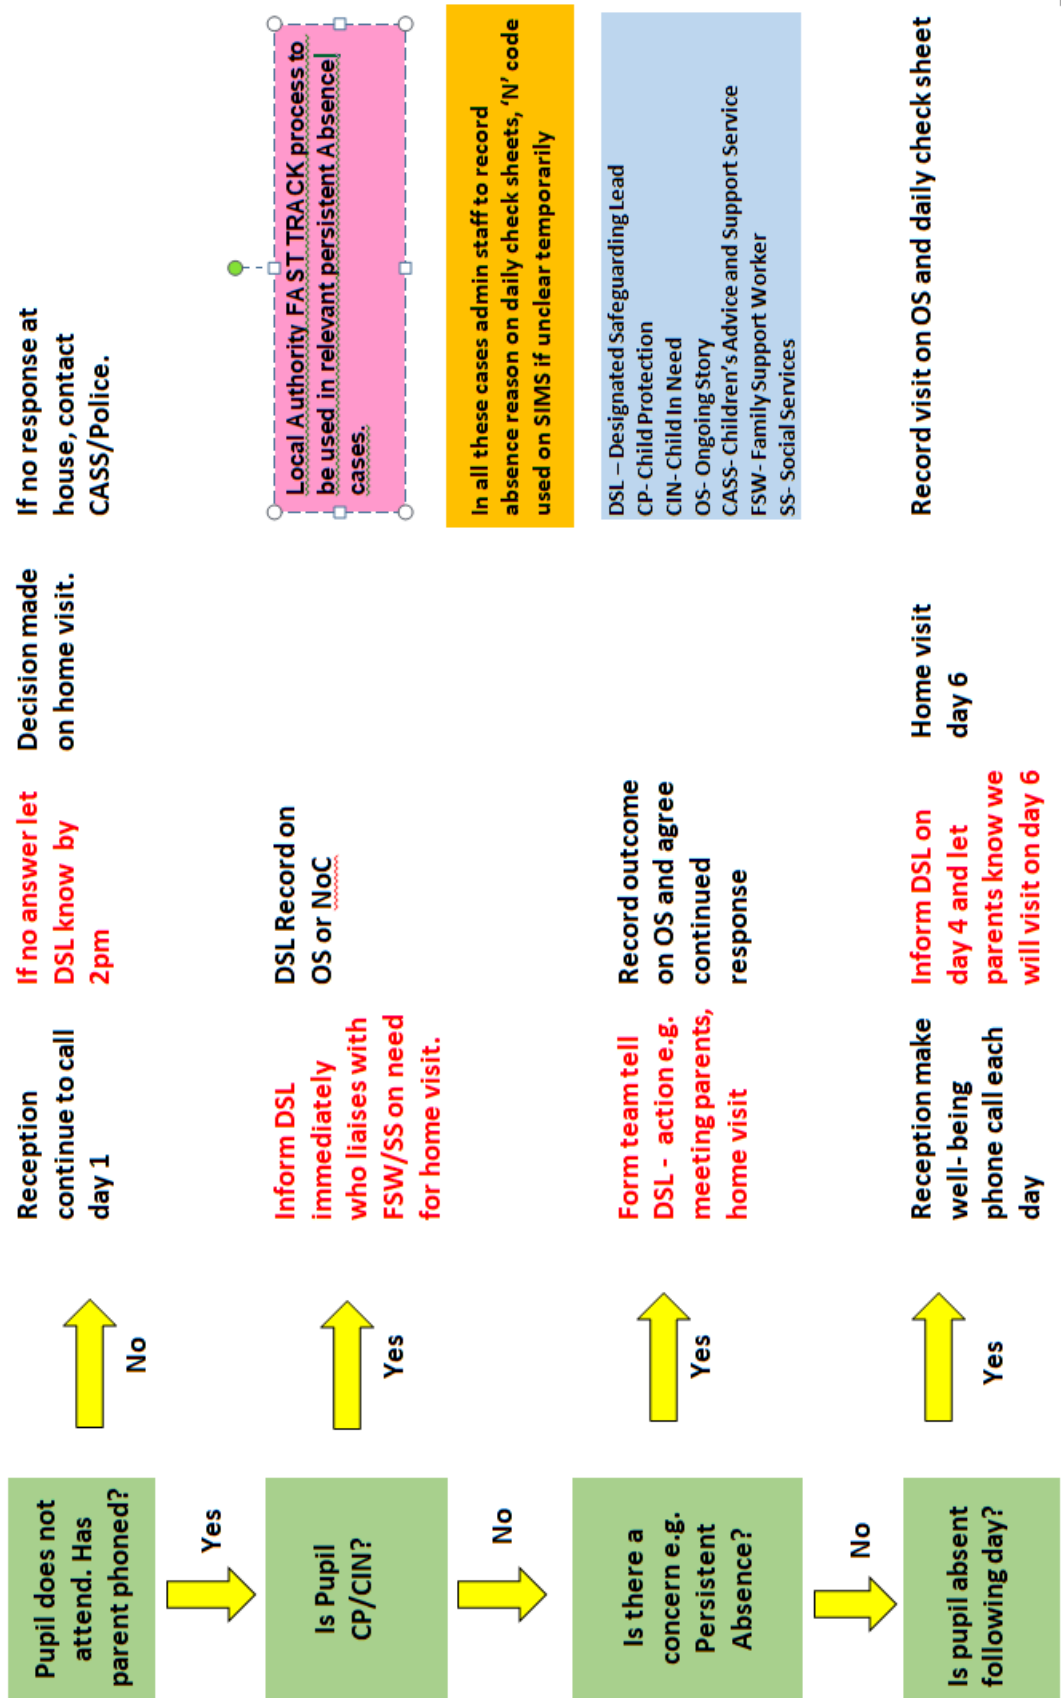 Pupil does not
attend. Has
parent phoned?
No
Reception
continue to call
day 1
If no answer let
DSL know by
2pm
Decision made
on home visit.
If no response at
house, contact
CASS/Police.
Yes
Is Pupil
CP/CIN?
Yes
Inform DSL
immediately
who liaises with
FSW/SS on need
for home visit.
DSL Record on
OS or NoC
Local Authority FAST TRACK process to
be used in relevant persistent Absence
cases.
No
In all these cases admin staff to record
absence reason on daily check sheets, ‘N’ code
used on SIMS if unclear temporarily
Is there a
concern e.g.
Persistent
Absence?
Yes
Form team tell
DSL - action e.g.
meeting parents,
home visit
Record outcome
on OS and agree
continued
response
DSL – Designated Safeguarding Lead
CP- Child Protection
CIN- Child In Need
OS- Ongoing Story
CASS- Children’s Advice and Support Service
FSW- Family Support Worker
SS- Social Services
No
Is pupil absent
following day?
Yes
Reception make
well- being
phone call each
day
Inform DSL on
day 4 and let
parents know we
will visit on day 6
Home visit
day 6
Record visit on OS and daily check sheet